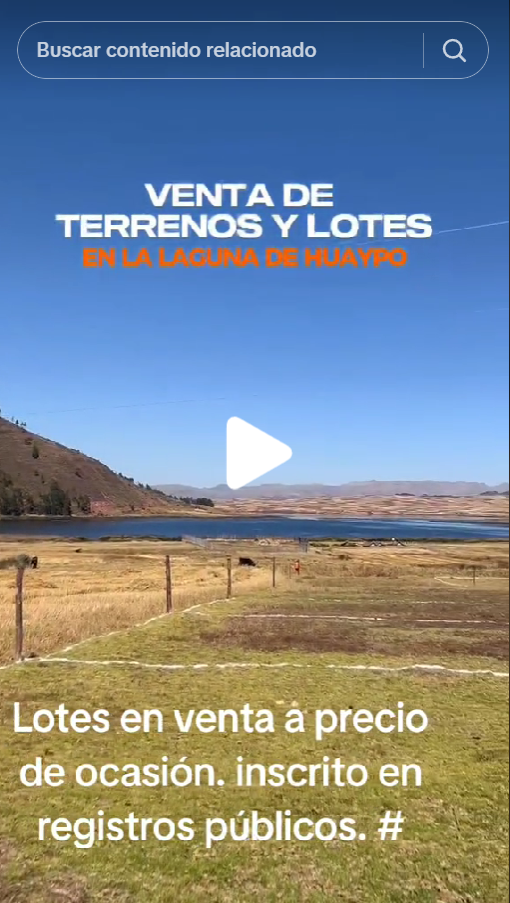 Buscar contenido relacionado
VENTA DE
TERRENOS Y LOTES
EN LA LAGUNA DE HUAYPO
Lotes en venta a precio
de ocasión. inscrito en
registros públicos. #